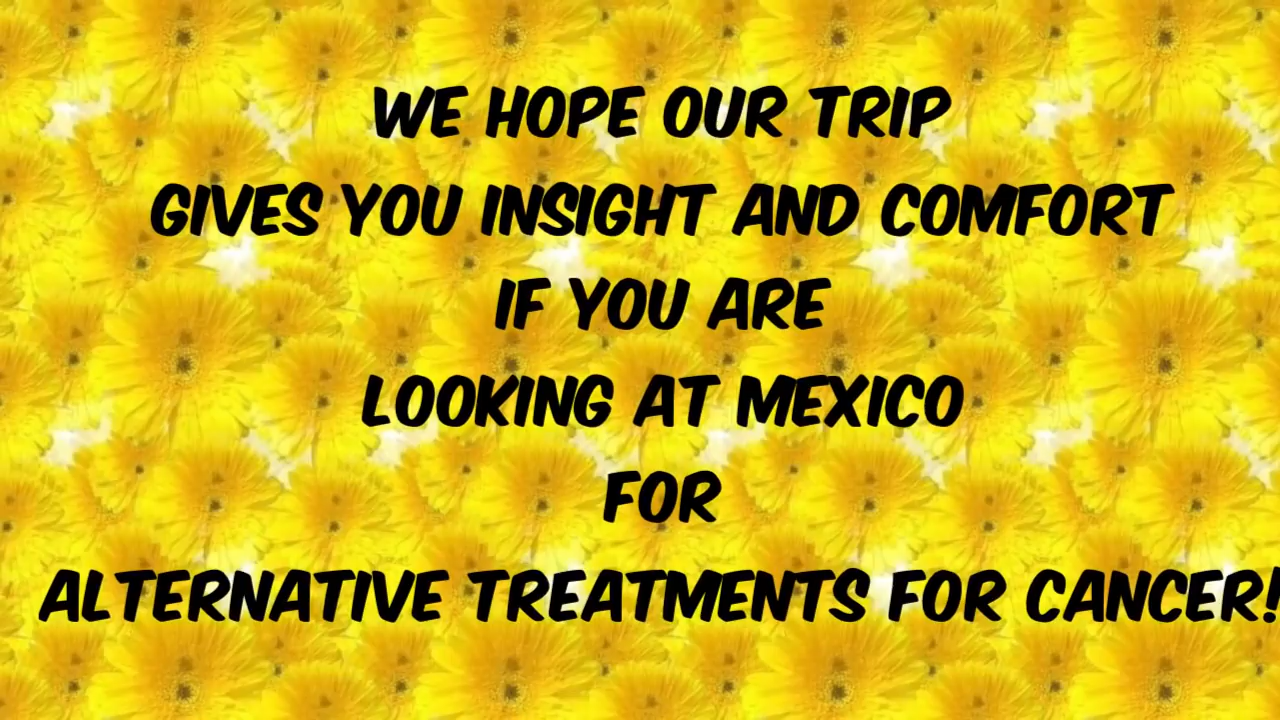 WE HOPE OUR TRIP
GIVES YOU INSIGHT AND COMFORT
IF YOU ARE
LOOKING AT MEXICO
FOR
ALTERNATIVE TREATMENTS FOR CANCER!